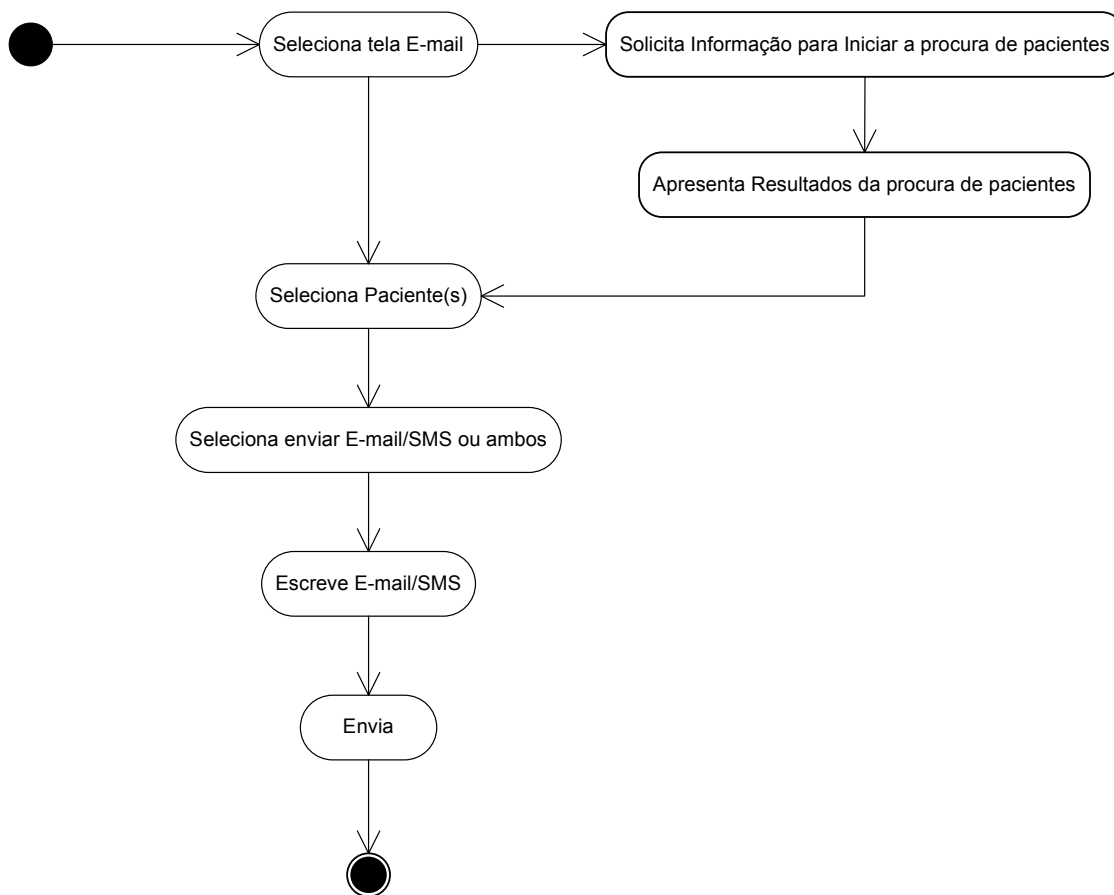 Seleciona tela E-mail
Solicita Informação para Iniciar a procura de pacientes
Apresenta Resultados da procura de pacientes
Seleciona Paciente(s)
Seleciona enviar E-mail/SMS ou ambos
Escreve E-mail/SMS
Envia